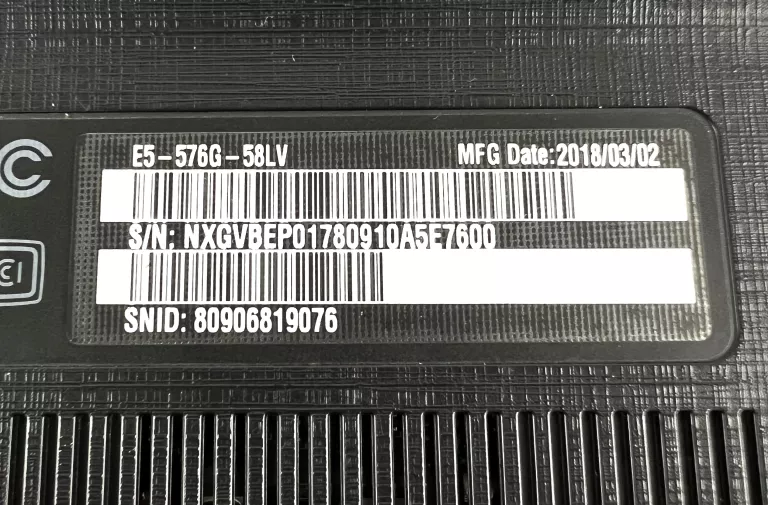 E5-576G-58LV MFG Date:2018/03/02
S/N: NXGVBEP01780910A5E7600
SNID: 80906819076